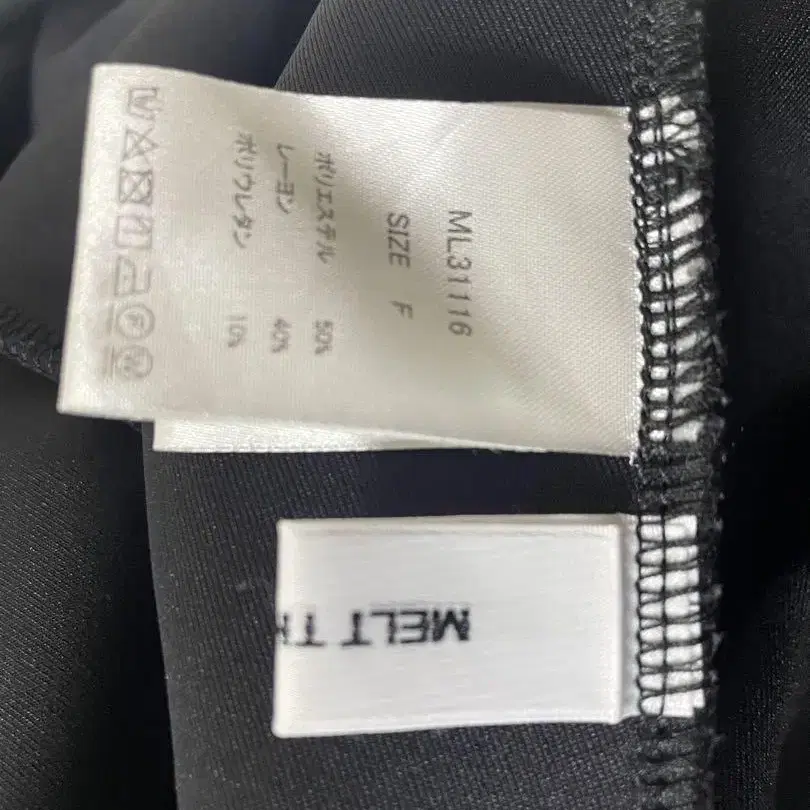 ML31116
SIZE F
ポリエステル 50%
レーヨン 40%
ポリウレタン 10%
MELT T